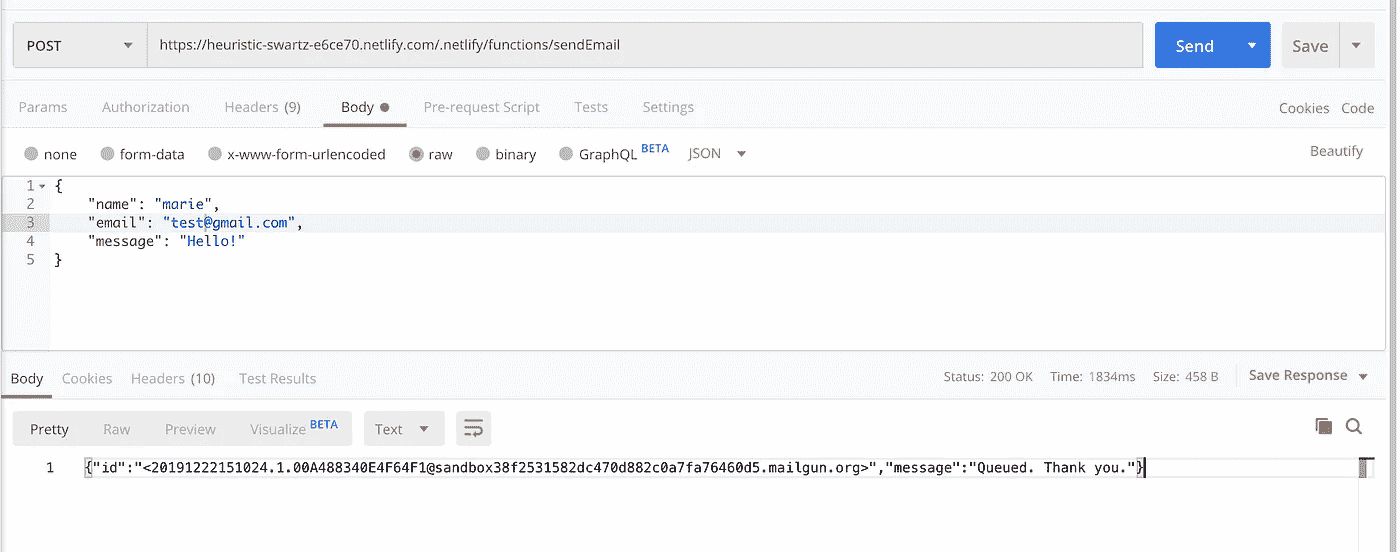 POST https://heuristic-swartz-e6ce70.netlify.com/.netlify/functions/sendEmail Send Save
Params Authorization Headers (9) Body Pre-request Script Tests Settings Cookies Code
none form-data x-www-form-urlencoded raw binary GraphQL BETA JSON Beautify
1 {
2 "name": "marie",
3 "email": "test@gmail.com",
4 "message": "Hello!"
5 }
Body Cookies Headers (10) Test Results Status: 200 OK Time: 1834ms Size: 458 B Save Response
Pretty Raw Preview Visualize BETA Text
1 {"id":"<20191222151024.1.00A488340E4F64F1@sandbox38f2531582dc470d882c0a7fa76460d5.mailgun.org>","message":"Queued. Thank you."}